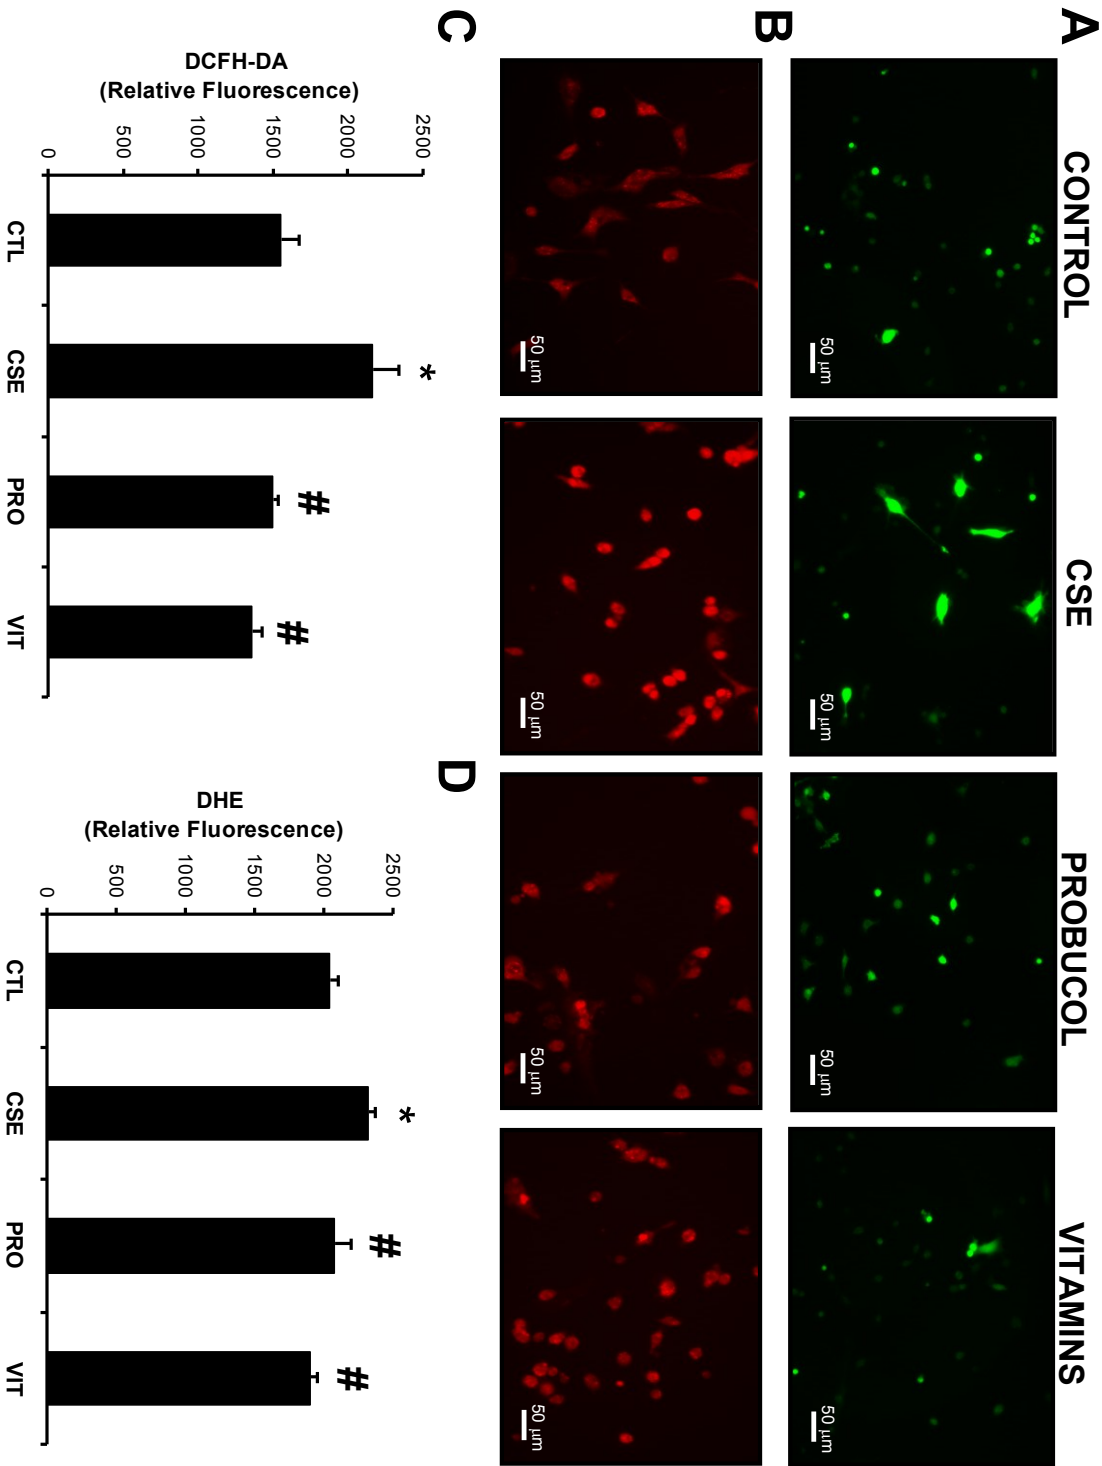 A
CONTROL
CSE
PROBUCOL
VITAMINS
50 µm
50 µm
50 µm
50 µm
B
50 µm
50 µm
50 µm
50 µm
C
DCFH-DA
(Relative Fluorescence)
2500
2000
1500
1000
500
0
*
#
#
CTL
CSE
PRO
VIT
D
DHE
(Relative Fluorescence)
2500
2000
1500
1000
500
0
*
#
#
CTL
CSE
PRO
VIT